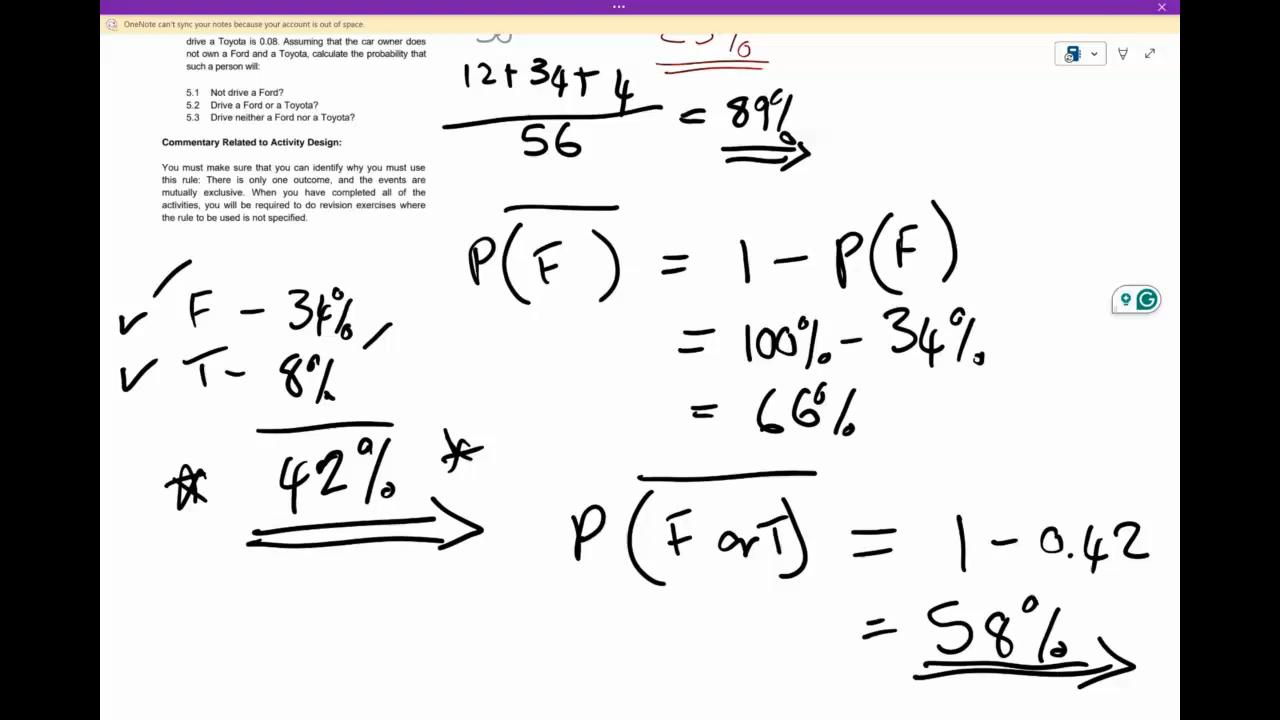 OneNote can't sync your notes because your account is out of space.
drive a Toyota is 0.08. Assuming that the car owner does
not own a Ford and a Toyota, calculate the probability that
such a person will:
5.1 Not drive a Ford?
5.2 Drive a Ford or a Toyota?
5.3 Drive neither a Ford nor a Toyota?
Commentary Related to Activity Design:
You must make sure that you can identify why you must use
this rule: There is only one outcome, and the events are
mutually exclusive. When you have completed all of the
activities, you will be required to do revision exercises where
the rule to be used is not specified.
12 + 34 + 4
56
= 89%
P(F) = 1 - P(F)
= 100% - 34%
= 66%
F - 34%
T - 8%
42%
P(F or T) = 1 - 0.42
= 58%